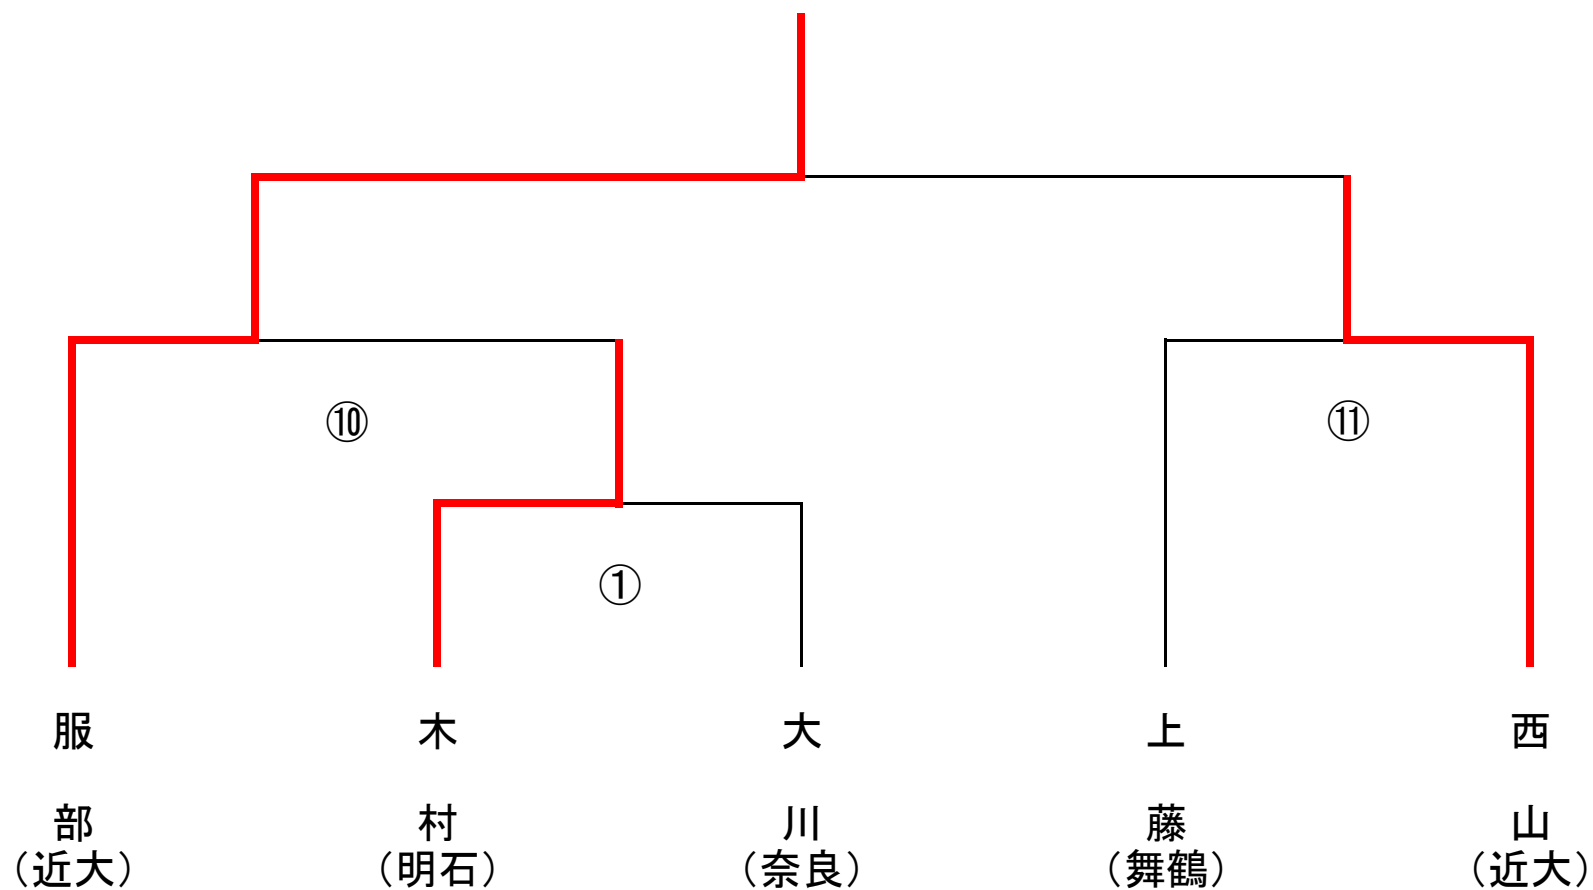 ⑩
⑪
①
服部
（近大）
木村
（明石）
大川
（奈良）
上藤
（舞鶴）
西山
（近大）